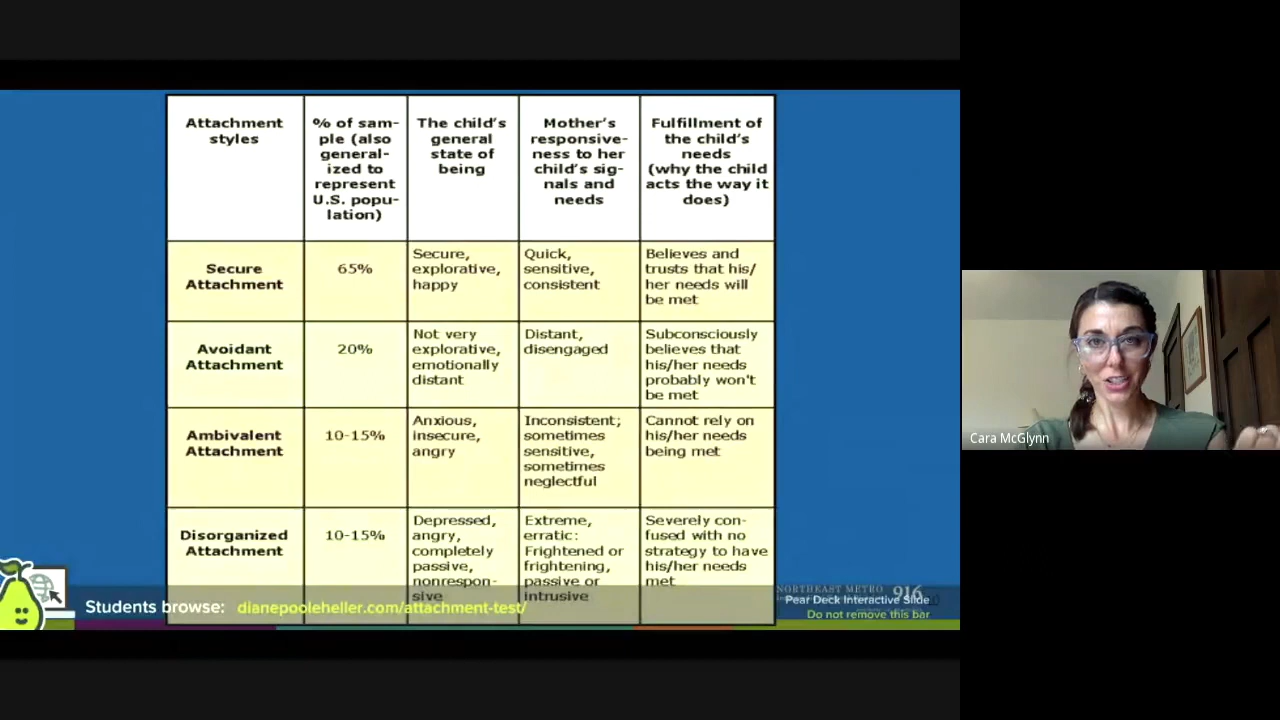 Attachment
styles
% of sam-
ple (also
general-
ized to
represent
U.S. popu-
lation)
The child's
general
state of
being
Mother's
responsive-
ness to her
child's sig-
nals and
needs
Fulfillment of
the child's
needs
(why the child
acts the way it
does)
Secure
Attachment
65%
Secure,
explorative,
happy
Quick,
sensitive,
consistent
Believes and
trusts that his/
her needs will
be met
Avoidant
Attachment
20%
Not very
explorative,
emotionally
distant
Distant,
disengaged
Subconsciously
believes that
his/her needs
probably won't
be met
Ambivalent
Attachment
10-15%
Anxious,
insecure,
angry
Inconsistent;
sometimes
sensitive,
sometimes
neglectful
Cannot rely on
his/her needs
being met
Disorganized
Attachment
10-15%
Depressed,
angry,
completely
passive,
nonrespon-
sive
Extreme,
erratic:
Frightened or
frightening,
passive or
intrusive
Severely con-
fused with no
strategy to have
his/her needs
met
Students browse: dianepooleheller.com/attachment-test/
NORTHEAST METRO 916
Pear Deck Interactive Slide
Do not remove this bar
Cara McGlynn